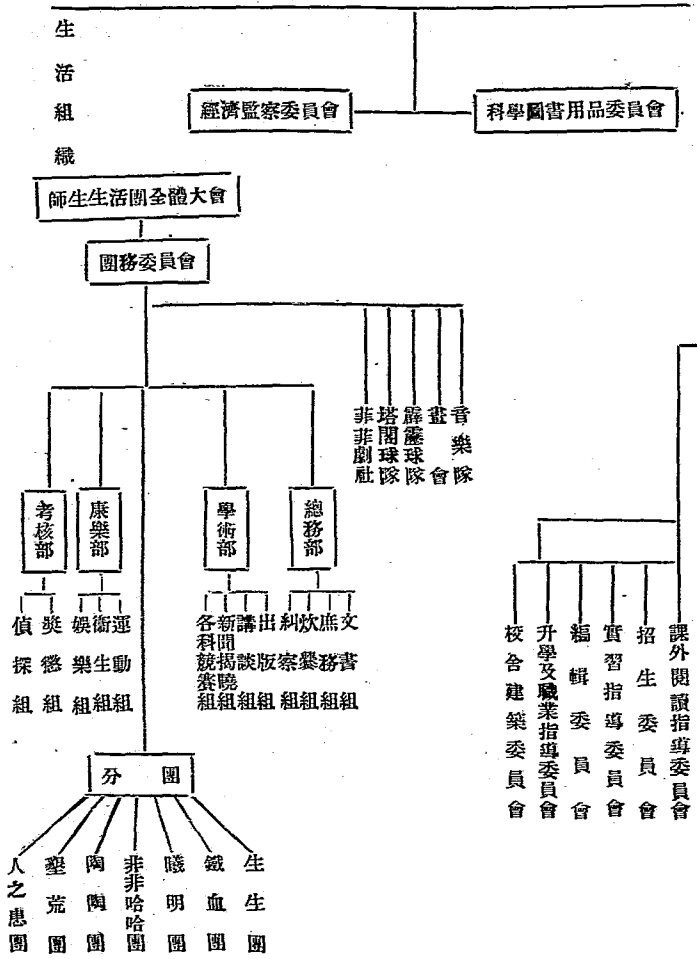 生活組織
科學圖書用品委員會
經濟監察委員會
師生生活團全體大會
團務委員會
音樂隊
畫會
霹靂球隊
塔閣球隊
菲菲劇社
總務部
學術部
康樂部
考核部
文書組
庶務組
炊爨組
糾察組
出版組
講談組
新聞揭曉組
各科競賽組
運動組
衞生組
娛樂組
獎懲組
偵探組
課外閱讀指導委員會
招生委員會
實習指導委員會
編輯委員會
升學及職業指導委員會
校舍建築委員會
分團
生生團
鐵血團
曦明團
非非哈哈團
陶陶團
墾荒團
人之患團